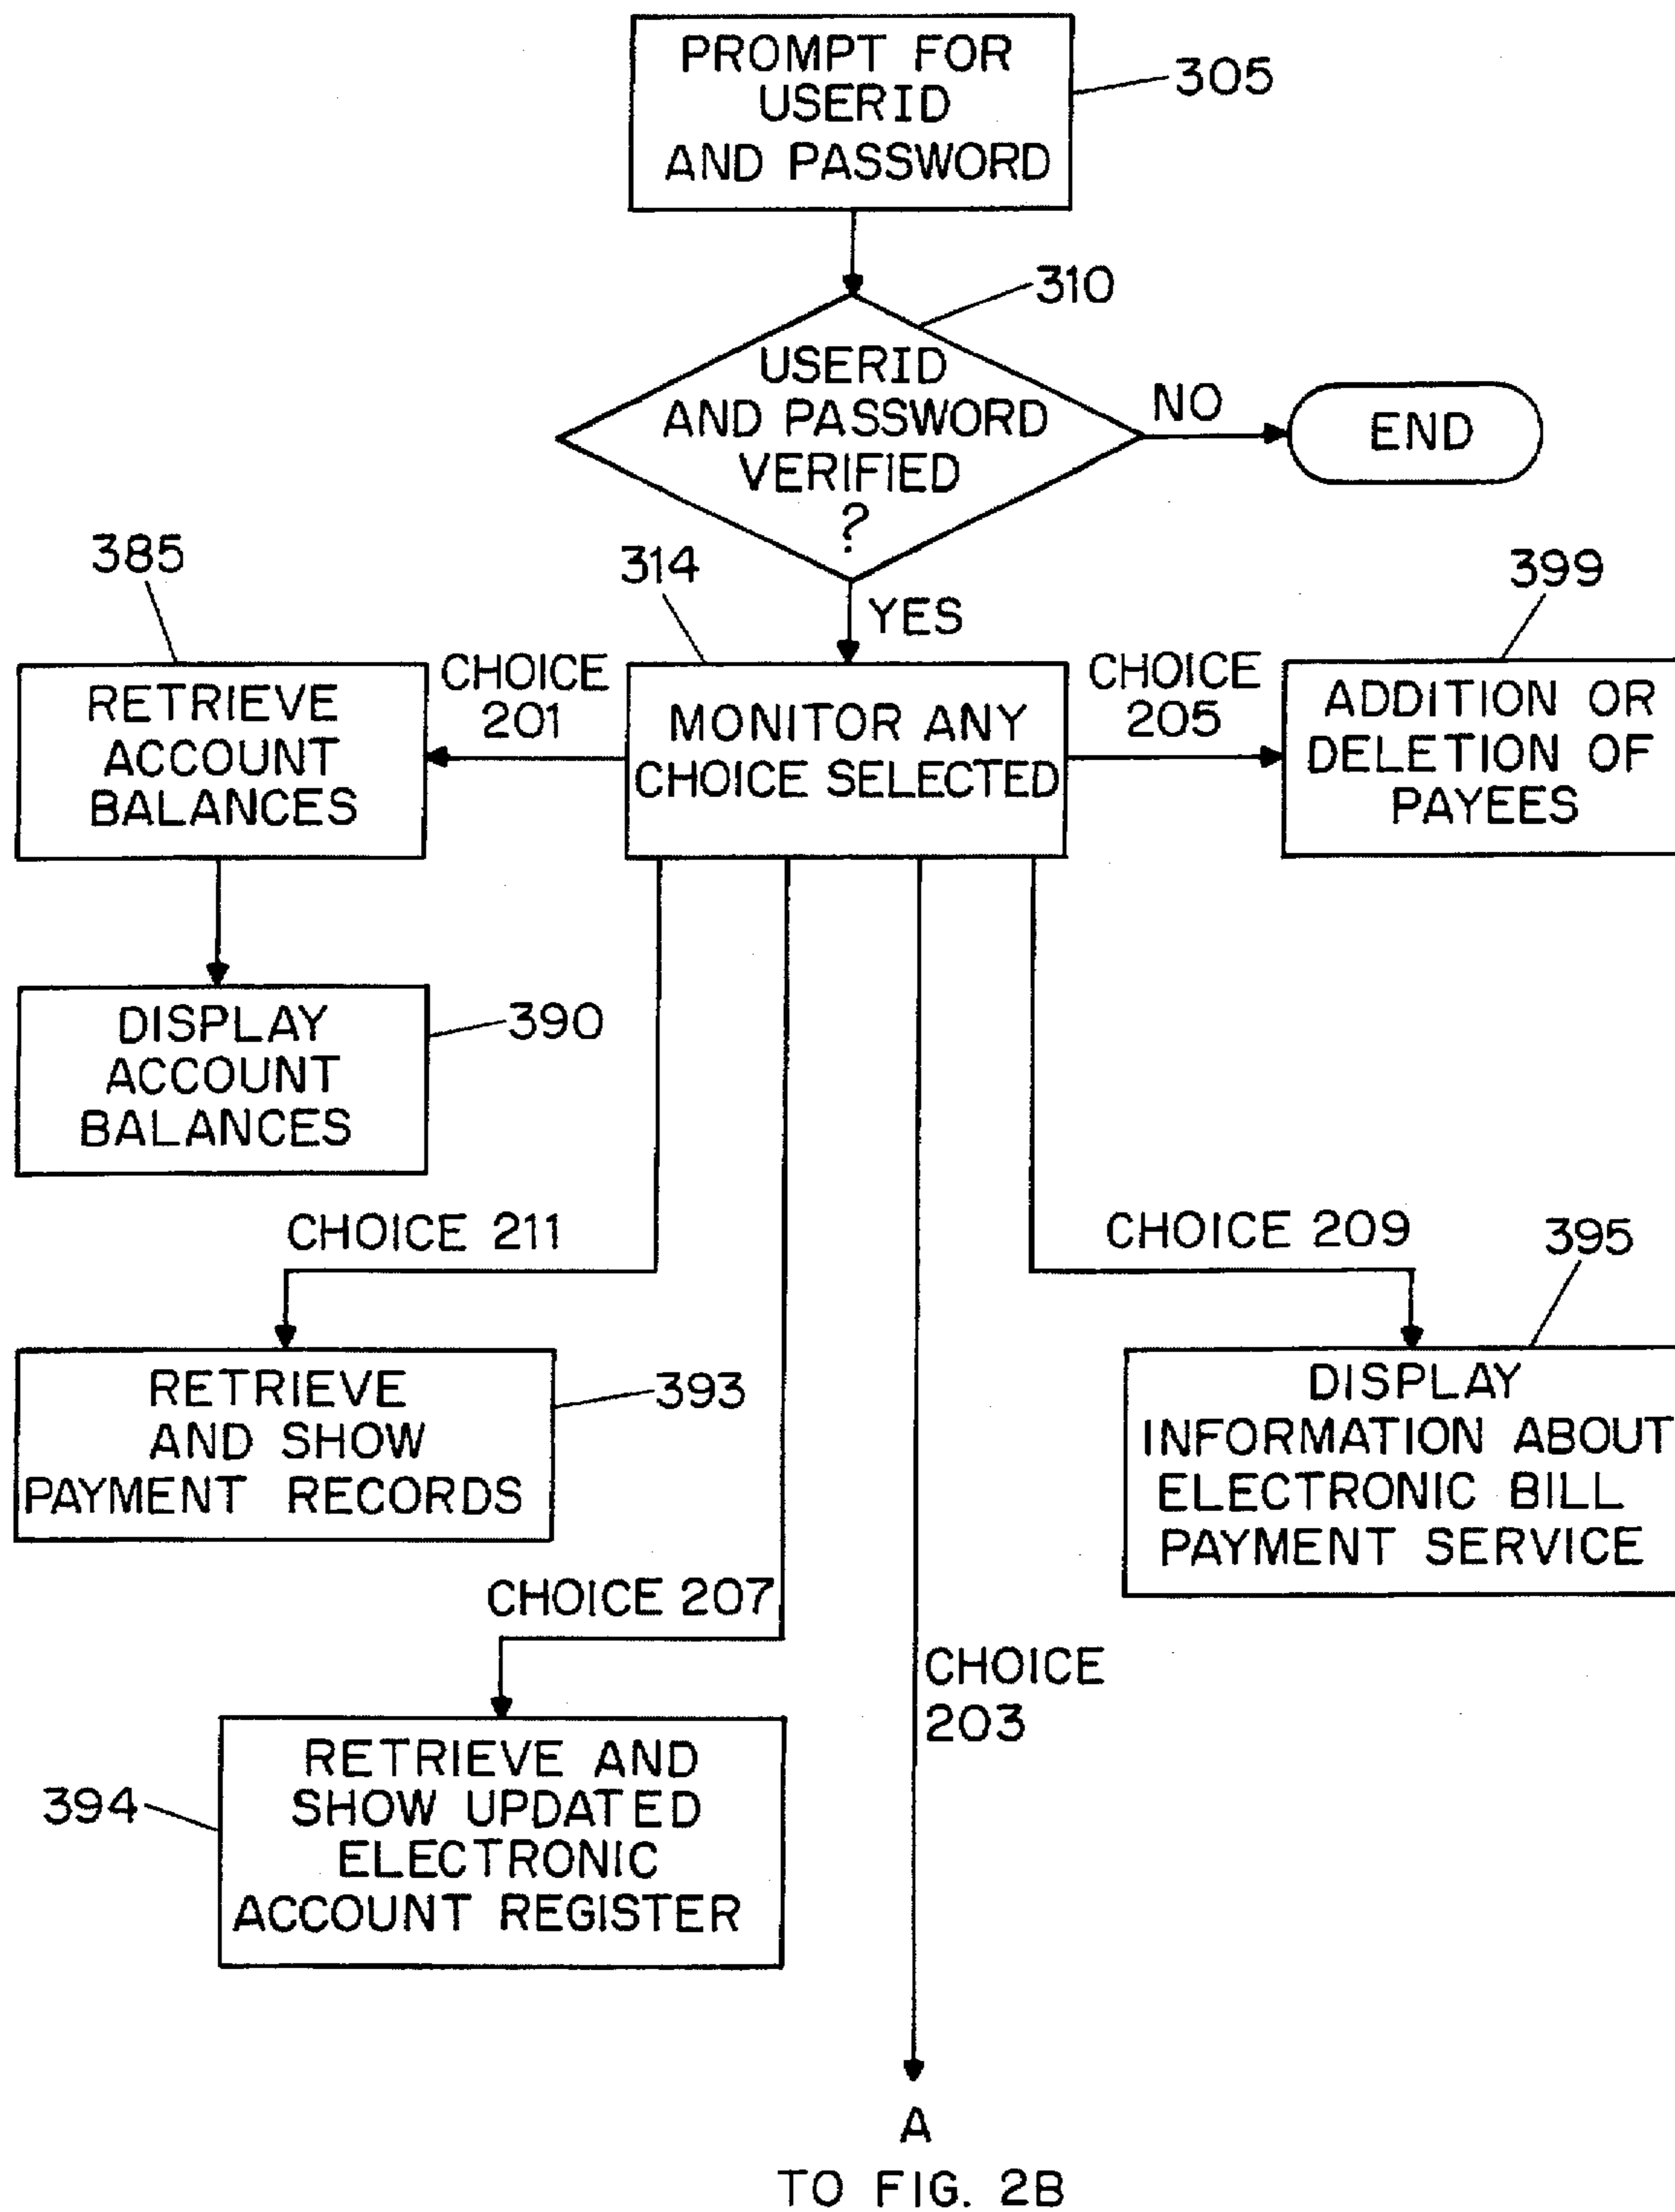 PROMPT FOR
USERID
AND PASSWORD
305
310
USERID
AND PASSWORD
VERIFIED
?
NO
END
YES
385
314
399
RETRIEVE
ACCOUNT
BALANCES
CHOICE
201
MONITOR ANY
CHOICE SELECTED
CHOICE
205
ADDITION OR
DELETION OF
PAYEES
DISPLAY
ACCOUNT
BALANCES
390
CHOICE 211
CHOICE 209
395
RETRIEVE
AND SHOW
PAYMENT RECORDS
393
DISPLAY
INFORMATION ABOUT
ELECTRONIC BILL
PAYMENT SERVICE
CHOICE 207
CHOICE
203
394
RETRIEVE AND
SHOW UPDATED
ELECTRONIC
ACCOUNT REGISTER
A
TO FIG. 2B